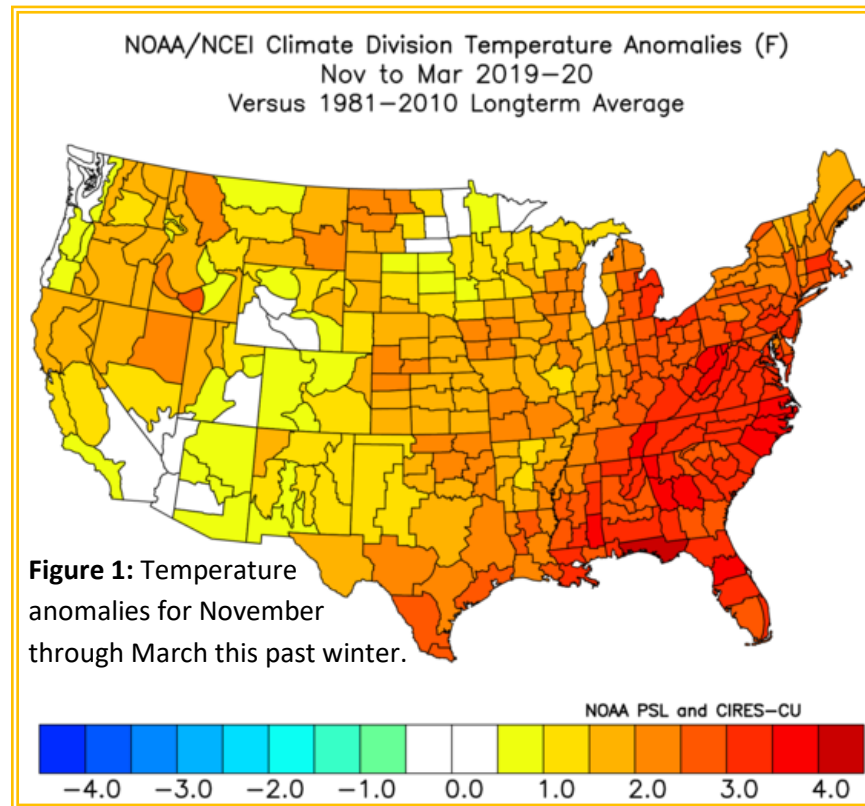 NOAA/NCEI Climate Division Temperature Anomalies (F)
Nov to Mar 2019-20
Versus 1981-2010 Longterm Average
Figure 1: Temperature
anomalies for November
through March this past winter.
NOAA PSL and CIRES-CU
-4.0 -3.0 -2.0 -1.0 0.0 1.0 2.0 3.0 4.0